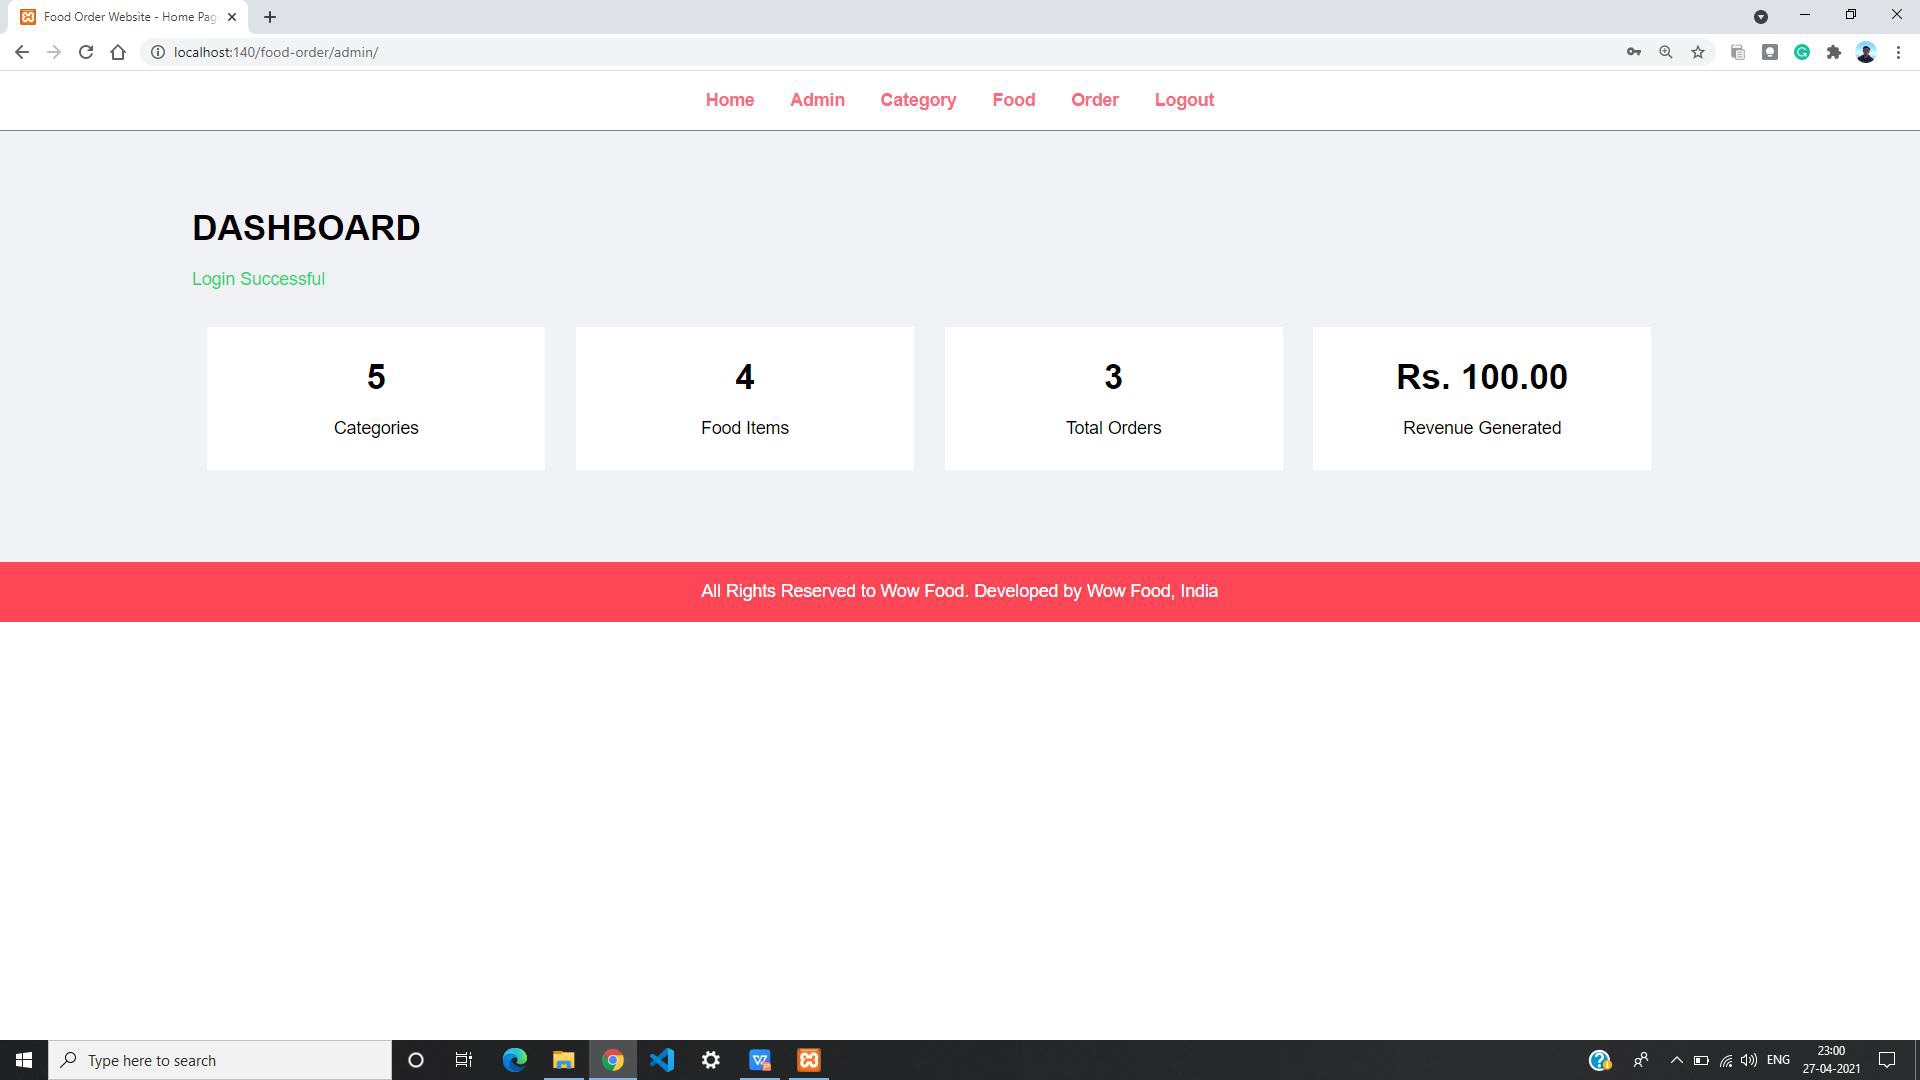 Food Order Website - Home Pag
localhost:140/food-order/admin/
Home Admin Category Food Order Logout
DASHBOARD
Login Successful
5 4 3 Rs. 100.00
Categories Food Items Total Orders Revenue Generated
All Rights Reserved to Wow Food. Developed by Wow Food, India
Type here to search
ENG
23:00
27-04-2021